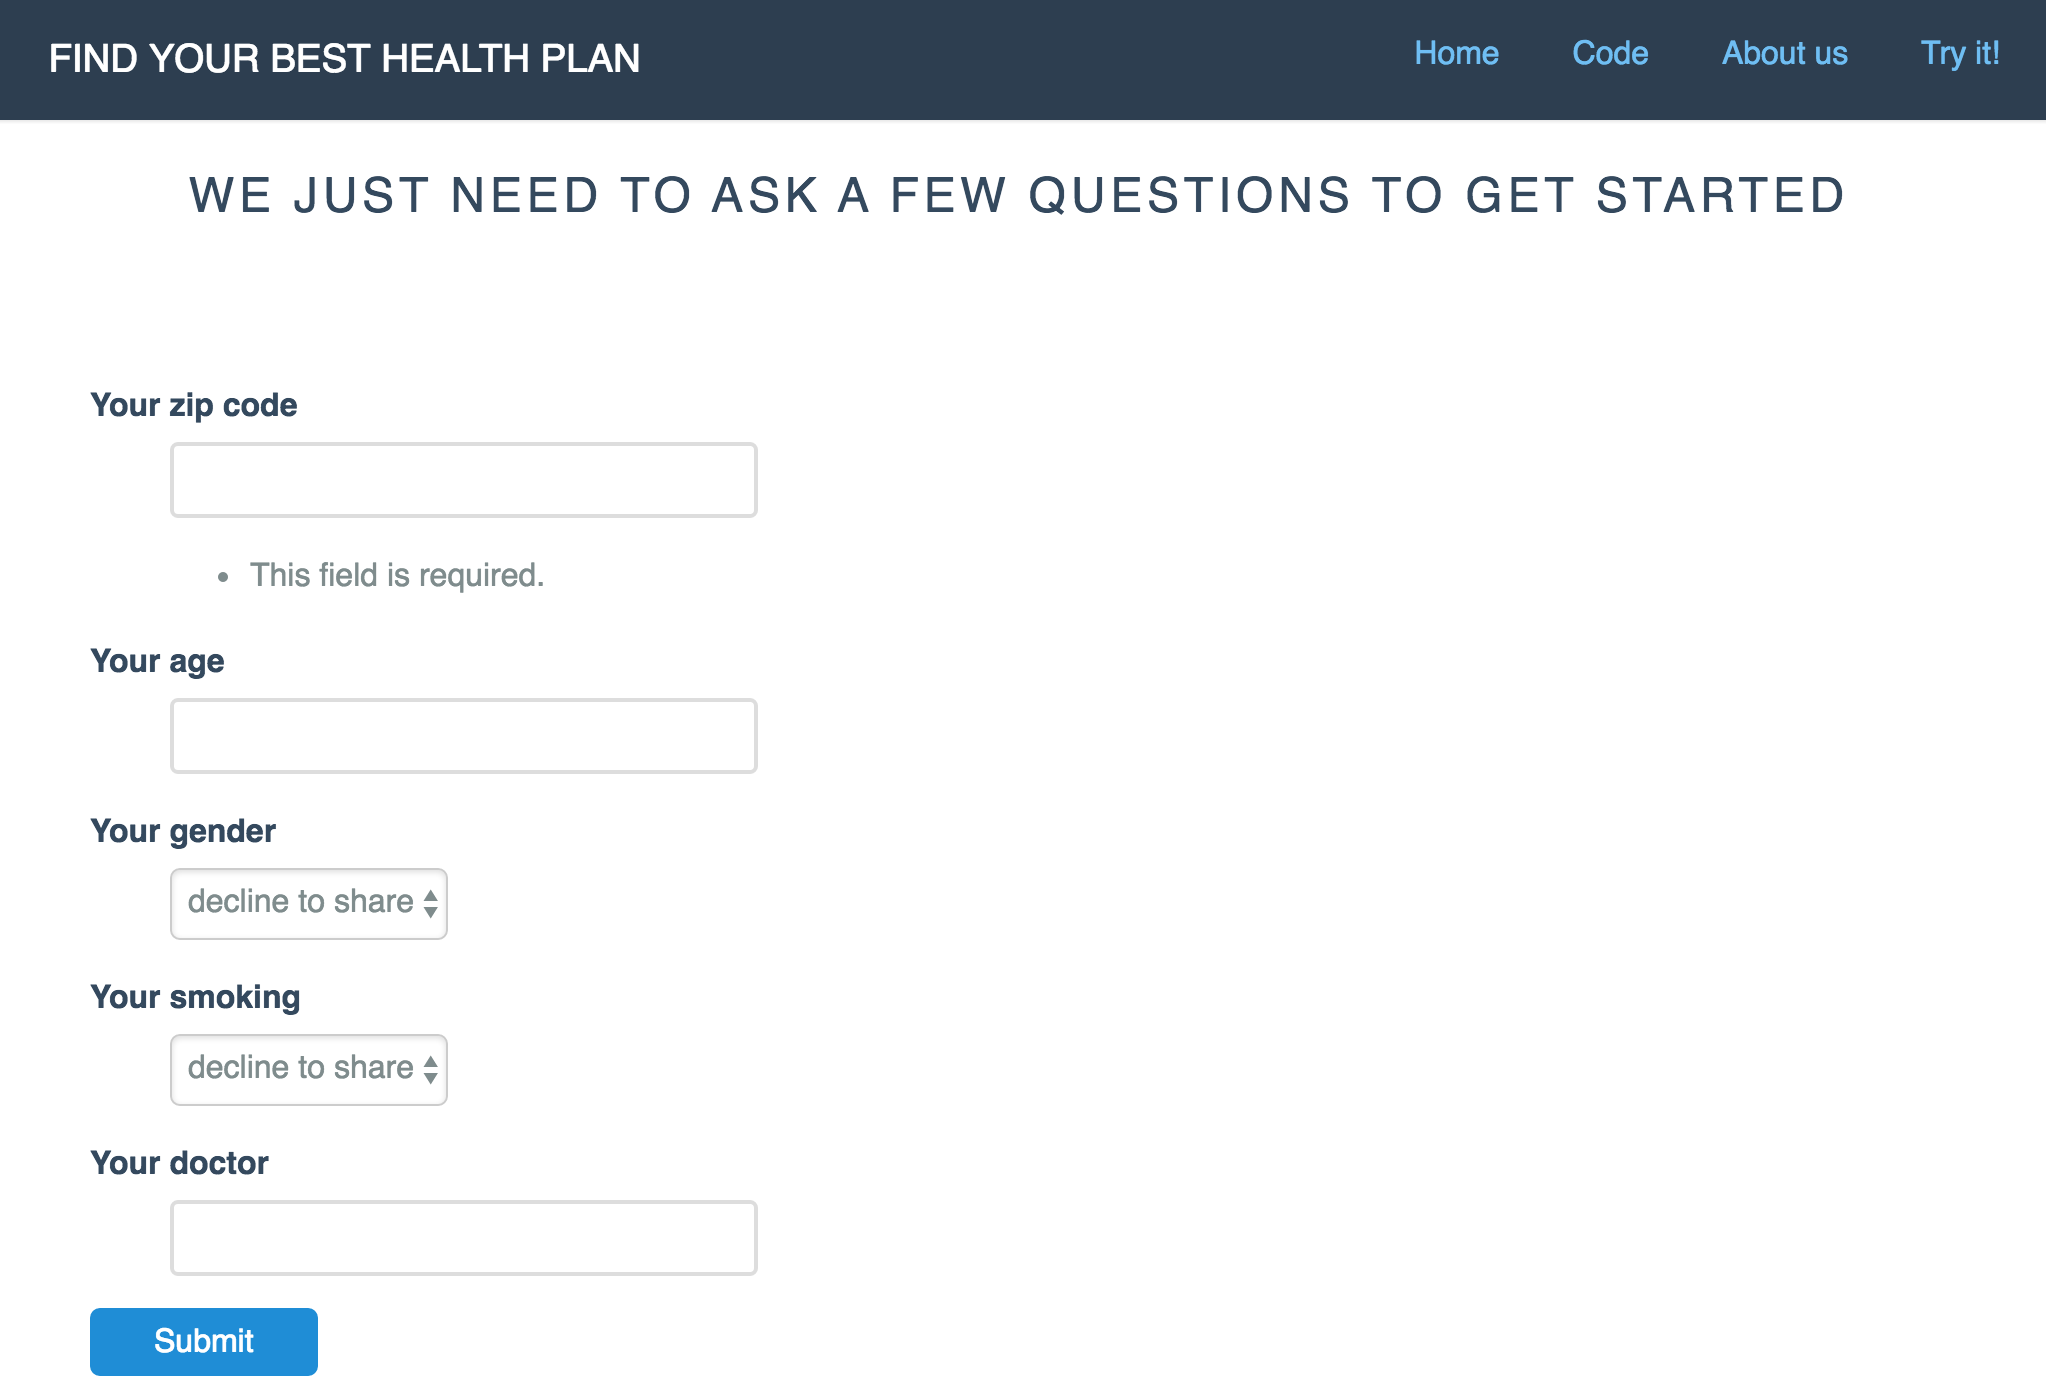 FIND YOUR BEST HEALTH PLAN
Home
Code
About us
Try it!
WE JUST NEED TO ASK A FEW QUESTIONS TO GET STARTED
Your zip code
• This field is required.
Your age
Your gender
decline to share
Your smoking
decline to share
Your doctor
Submit